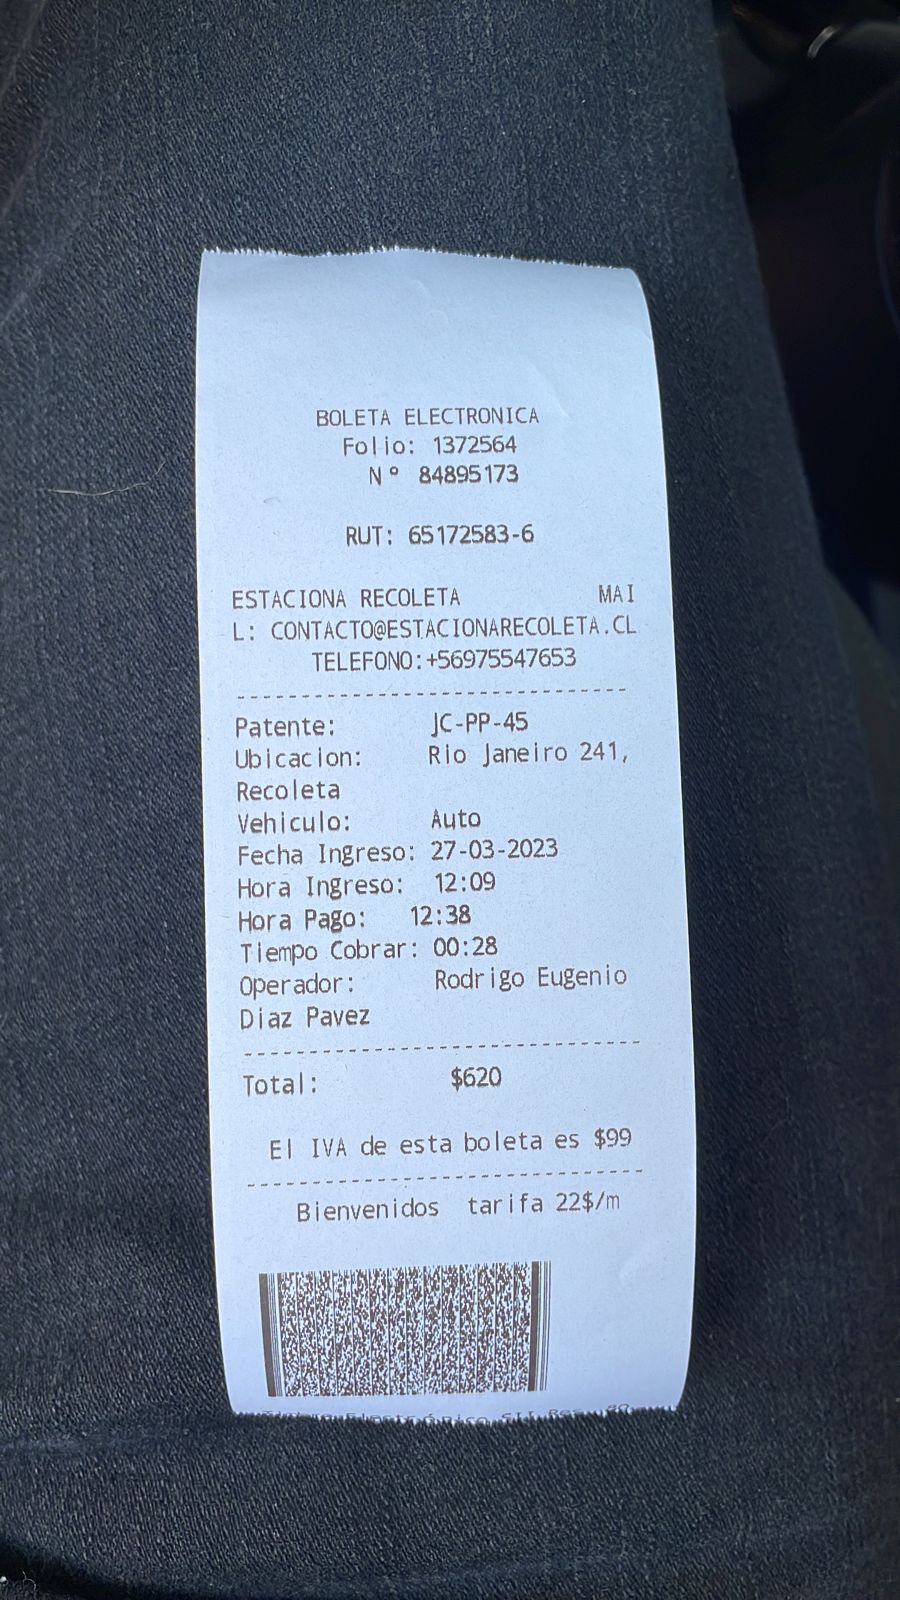 BOLETA ELECTRONICA
Folio: 1372564
N° 84895173
RUT: 65172583-6
ESTACIONA RECOLETA MAI
L: CONTACTO@ESTACIONARECOLETA.CL
TELEFONO:+56975547653
--------------------------------
Patente: JC-PP-45
Ubicacion: Rio Janeiro 241,
Recoleta
Vehiculo: Auto
Fecha Ingreso: 27-03-2023
Hora Ingreso: 12:09
Hora Pago: 12:38
Tiempo Cobrar: 00:28
Operador: Rodrigo Eugenio
Diaz Pavez
--------------------------------
Total: $620
El IVA de esta boleta es $99
--------------------------------
Bienvenidos tarifa 22$/m